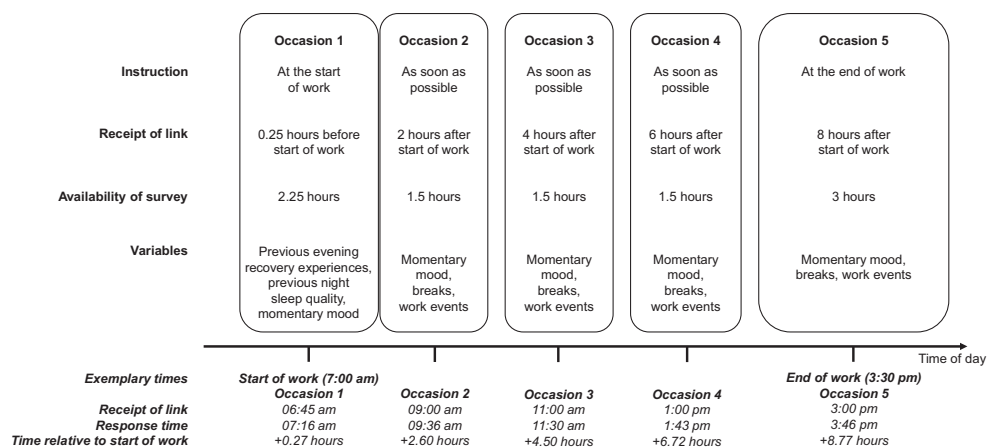 Occasion 1 Occasion 2 Occasion 3 Occasion 4 Occasion 5
Instruction At the start As soon as As soon as As soon as At the end of work
of work possible possible possible
Receipt of link 0.25 hours before 2 hours after 4 hours after 6 hours after 8 hours after
start of work start of work start of work start of work start of work
Availability of survey 2.25 hours 1.5 hours 1.5 hours 1.5 hours 3 hours
Variables
Previous evening
recovery experiences,
previous night
sleep quality,
momentary mood
Momentary
mood,
breaks,
work events
Momentary
mood,
breaks,
work events
Momentary
mood,
breaks,
work events
Momentary mood,
breaks, work events
Time of day
Exemplary times Start of work (7:00 am) End of work (3:30 pm)
Occasion 1 Occasion 2 Occasion 3 Occasion 4 Occasion 5
Receipt of link 06:45 am 09:00 am 11:00 am 1:00 pm 3:00 pm
Response time 07:16 am 09:36 am 11:30 am 1:43 pm 3:46 pm
Time relative to start of work +0.27 hours +2.60 hours +4.50 hours +6.72 hours +8.77 hours